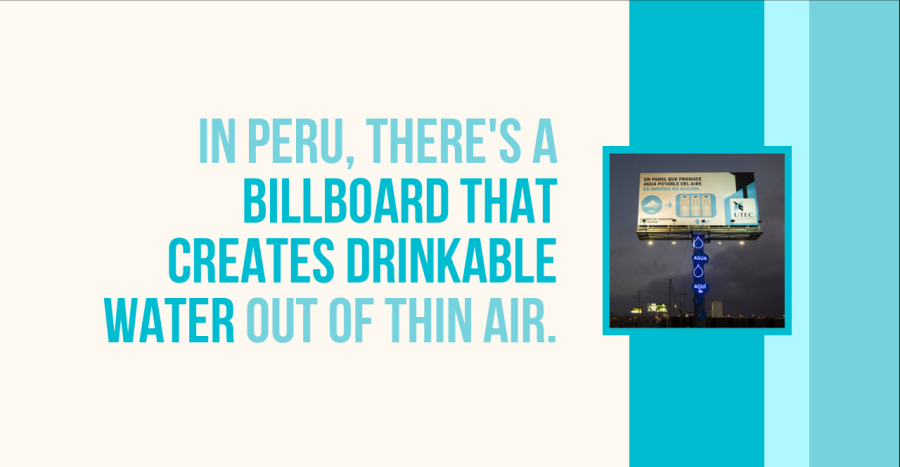 IN PERU, THERE'S A
BILLBOARD THAT
CREATES DRINKABLE
WATER OUT OF THIN AIR.
UN PANEL QUE PRODUCE
AGUA POTABLE DEL AIRE
ES INGENIO EN ACCIÓN.
UTEC
AGUA
AQUÍ